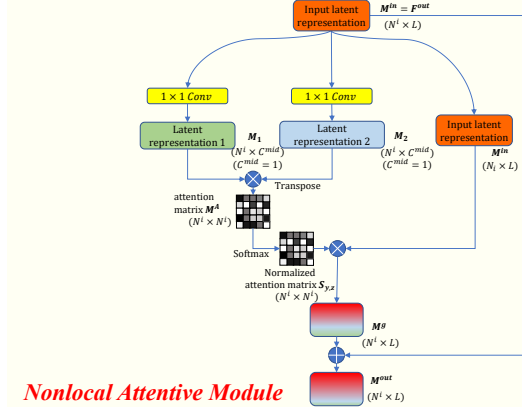 Input latent
representation
M^in = F^out
(N^i × L)
1 × 1 Conv
1 × 1 Conv
Latent
representation 1
M_1
(N^i × C^mid)
(C^mid = 1)
Latent
representation 2
M_2
(N^i × C^mid)
(C^mid = 1)
Input latent
representation
M^in
(N_i × L)
Transpose
attention
matrix M^A
(N^i × N^i)
Softmax
Normalized
attention matrix S_y,z
(N^i × N^i)
M^g
(N^i × L)
M^out
(N^i × L)
Nonlocal Attentive Module